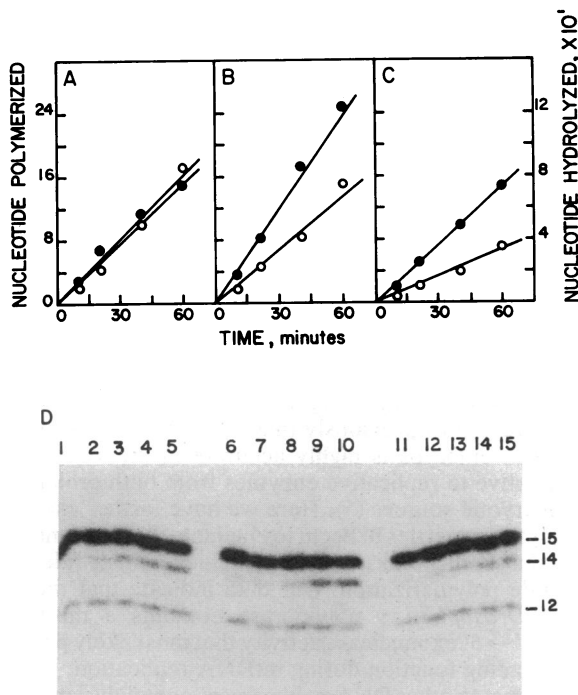 NUCLEOTIDE POLYMERIZED
A B C
24
16
8
0
12
8
4
NUCLEOTIDE HYDROLYZED, X10'
0 30 60 0 30 60 0 30 60
TIME, minutes
D
1 2 3 4 5 6 7 8 9 10 11 12 13 14 15
-15
-14
-12